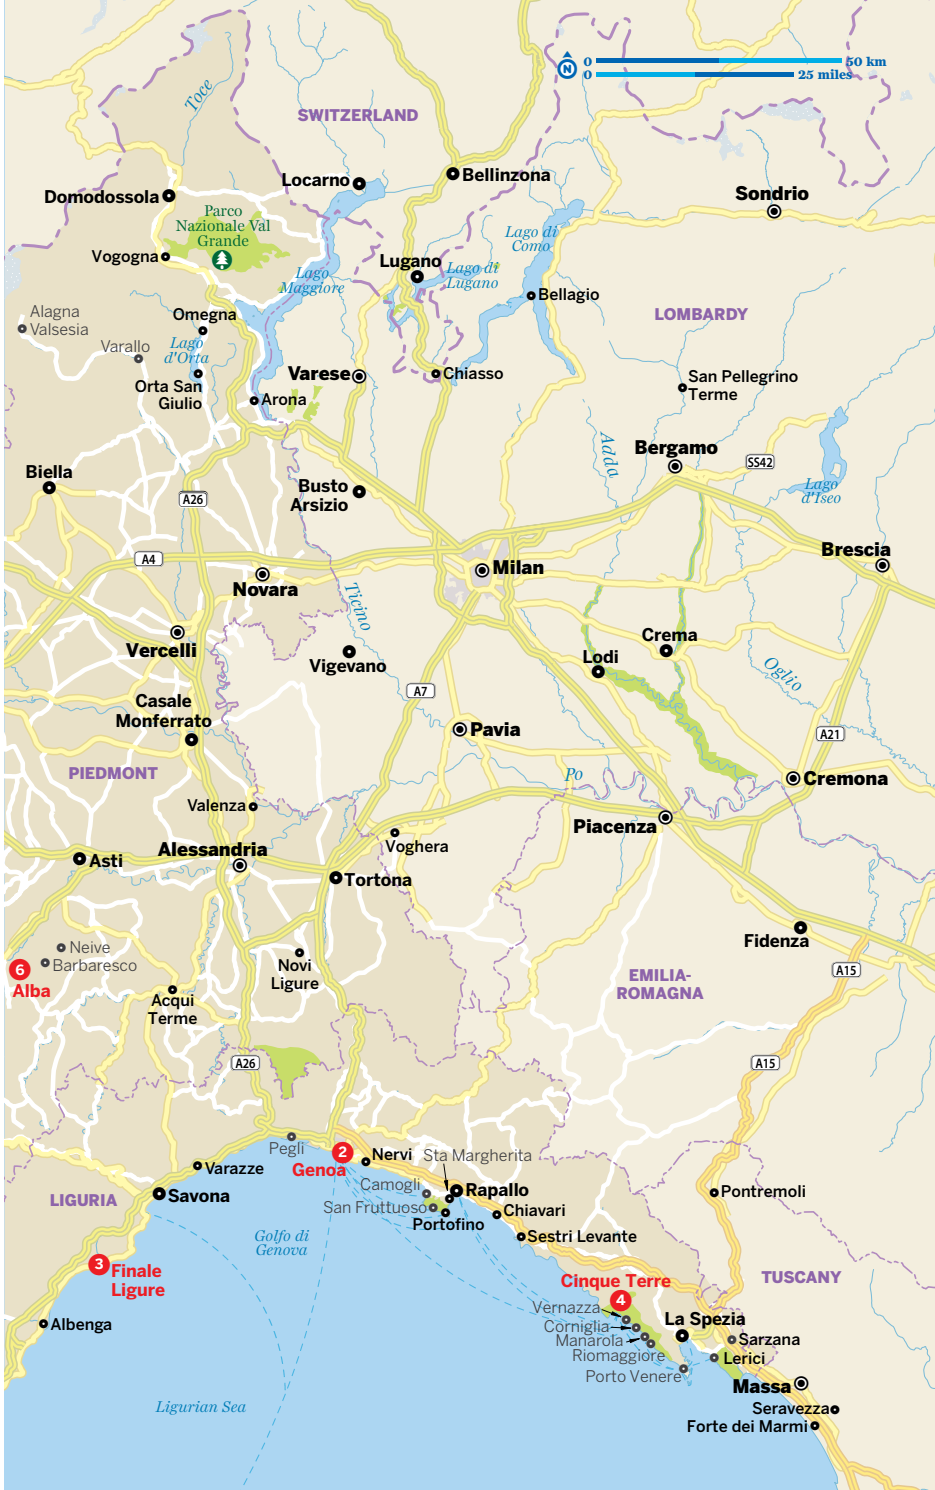 0
50 km
N
0
25 miles
Toce
SWITZERLAND
Locarno
Bellinzona
Domodossola
Sondrio
Parco
Nazionale Val
Grande
Lago di
Como
Vogogna
Lugano
Lago
Maggiore
Lago di
Lugano
Bellagio
Alagna
Valsesia
Omegna
LOMBARDY
Varallo
Lago
d'Orta
Varese
Chiasso
San Pellegrino
Terme
Orta San
Giulio
Arona
Adda
Bergamo
SS42
Biella
Busto
Arsizio
Lago
d'Iseo
A26
A4
Brescia
Milan
Novara
Ticino
Vercelli
Vigevano
Crema
Lodi
Oglio
Casale
Monferrato
A7
Pavia
A21
PIEDMONT
Po
Cremona
Valenza
Piacenza
Voghera
Alessandria
Asti
Tortona
Fidenza
Neive
Barbaresco
6
Alba
Novi
Ligure
EMILIA-
ROMAGNA
A15
Acqui
Terme
A26
A15
Pegli
2
Genoa
Nervi
Sta Margherita
Varazze
Camogli
Rapallo
LIGURIA
Savona
San Fruttuoso
Portofino
Chiavari
Pontremoli
Golfo di
Genova
Sestri Levante
3
Finale
Ligure
Cinque Terre
4
TUSCANY
Vernazza
Corniglia
Manarola
Riomaggiore
La Spezia
Albenga
Sarzana
Lerici
Porto Venere
Massa
Ligurian Sea
Seravezza
Forte dei Marmi